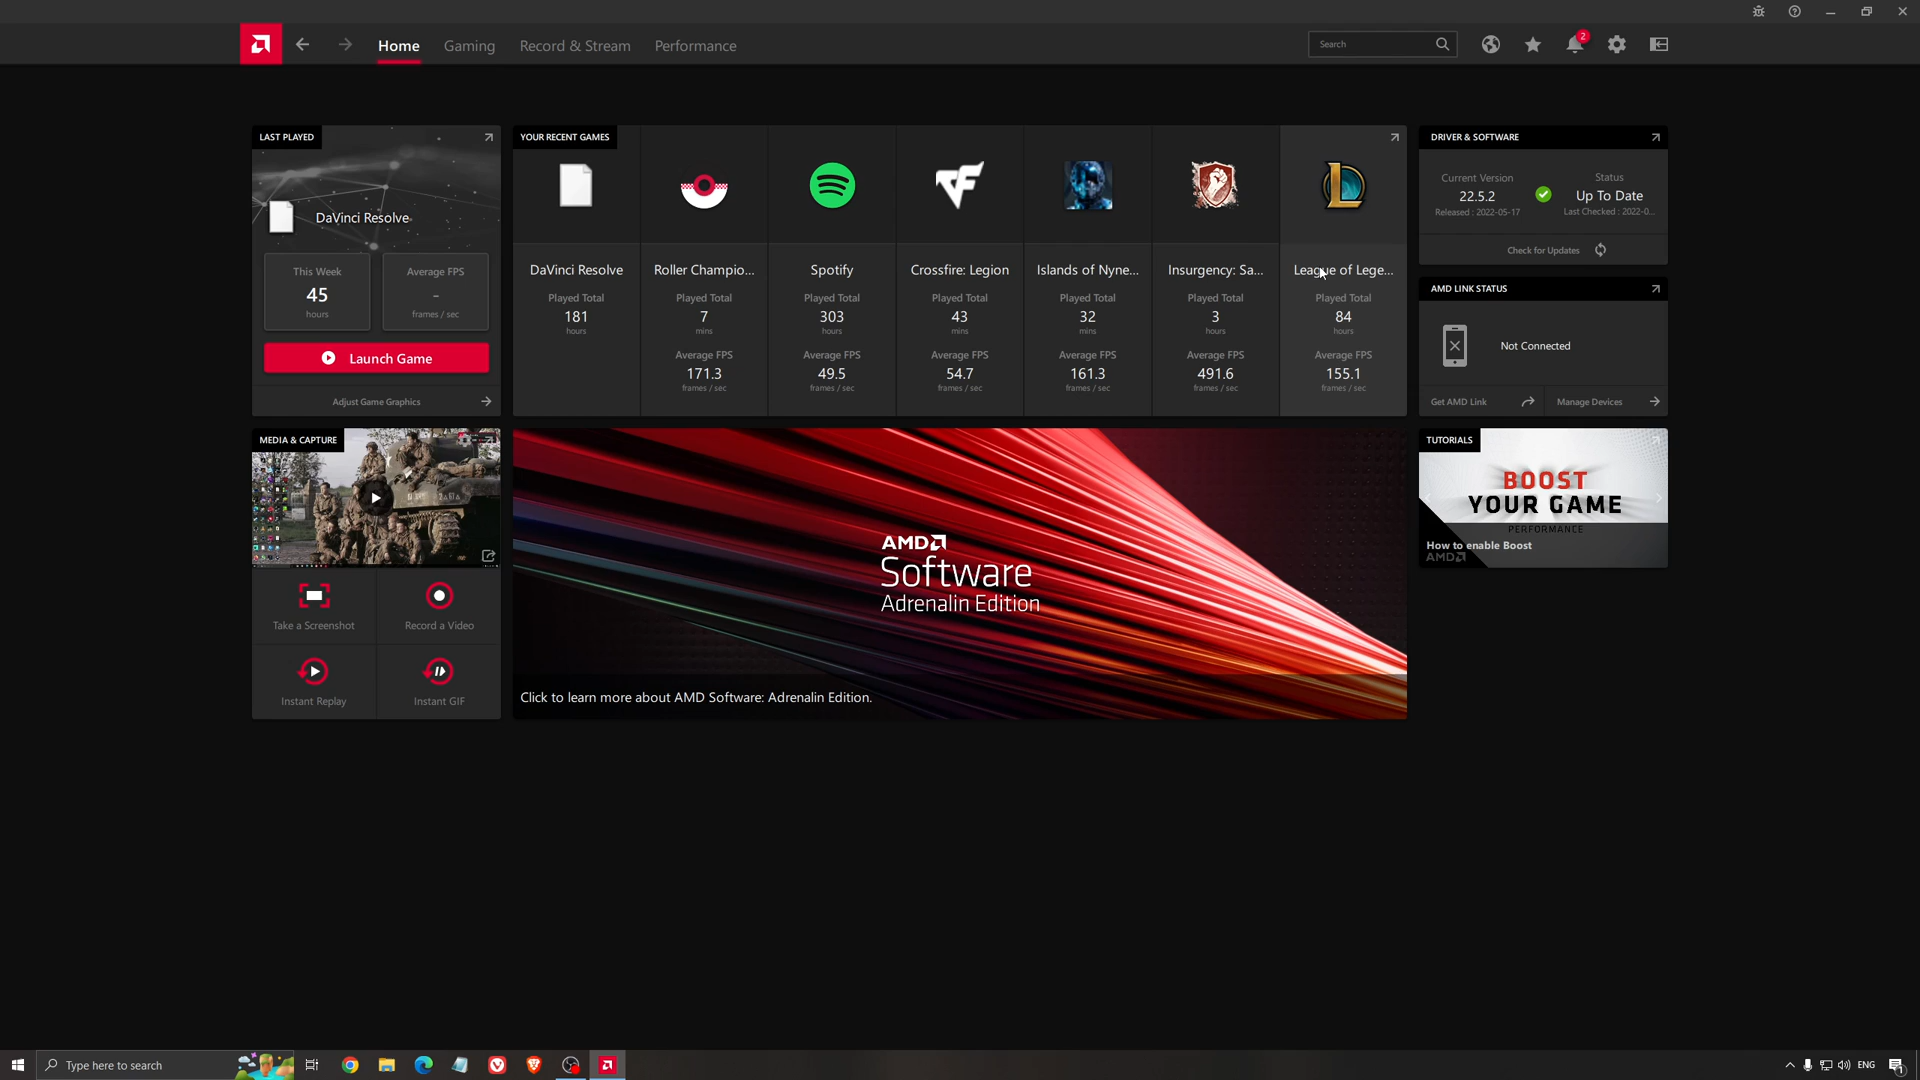 Home
Gaming
Record & Stream
Performance
Search
2
LAST PLAYED
DaVinci Resolve
This Week
45
hours
Average FPS
-
frames / sec
Launch Game
Adjust Game Graphics
YOUR RECENT GAMES
DaVinci Resolve
Played Total
181
hours
Roller Champio...
Played Total
7
mins
Average FPS
171.3
frames / sec
Spotify
Played Total
303
hours
Average FPS
49.5
frames / sec
Crossfire: Legion
Played Total
43
mins
Average FPS
54.7
frames / sec
Islands of Nyne...
Played Total
32
mins
Average FPS
161.3
frames / sec
Insurgency: Sa...
Played Total
3
hours
Average FPS
491.6
frames / sec
League of Lege...
Played Total
84
hours
Average FPS
155.1
frames / sec
DRIVER & SOFTWARE
Current Version
22.5.2
Released : 2022-05-17
Status
Up To Date
Last Checked : 2022-0...
Check for Updates
AMD LINK STATUS
Not Connected
Get AMD Link
Manage Devices
MEDIA & CAPTURE
Take a Screenshot
Record a Video
Instant Replay
Instant GIF
AMD
Software
Adrenalin Edition
Click to learn more about AMD Software: Adrenalin Edition.
TUTORIALS
BOOST
YOUR GAME
PERFORMANCE
How to enable Boost
AMD
Type here to search
ENG
1